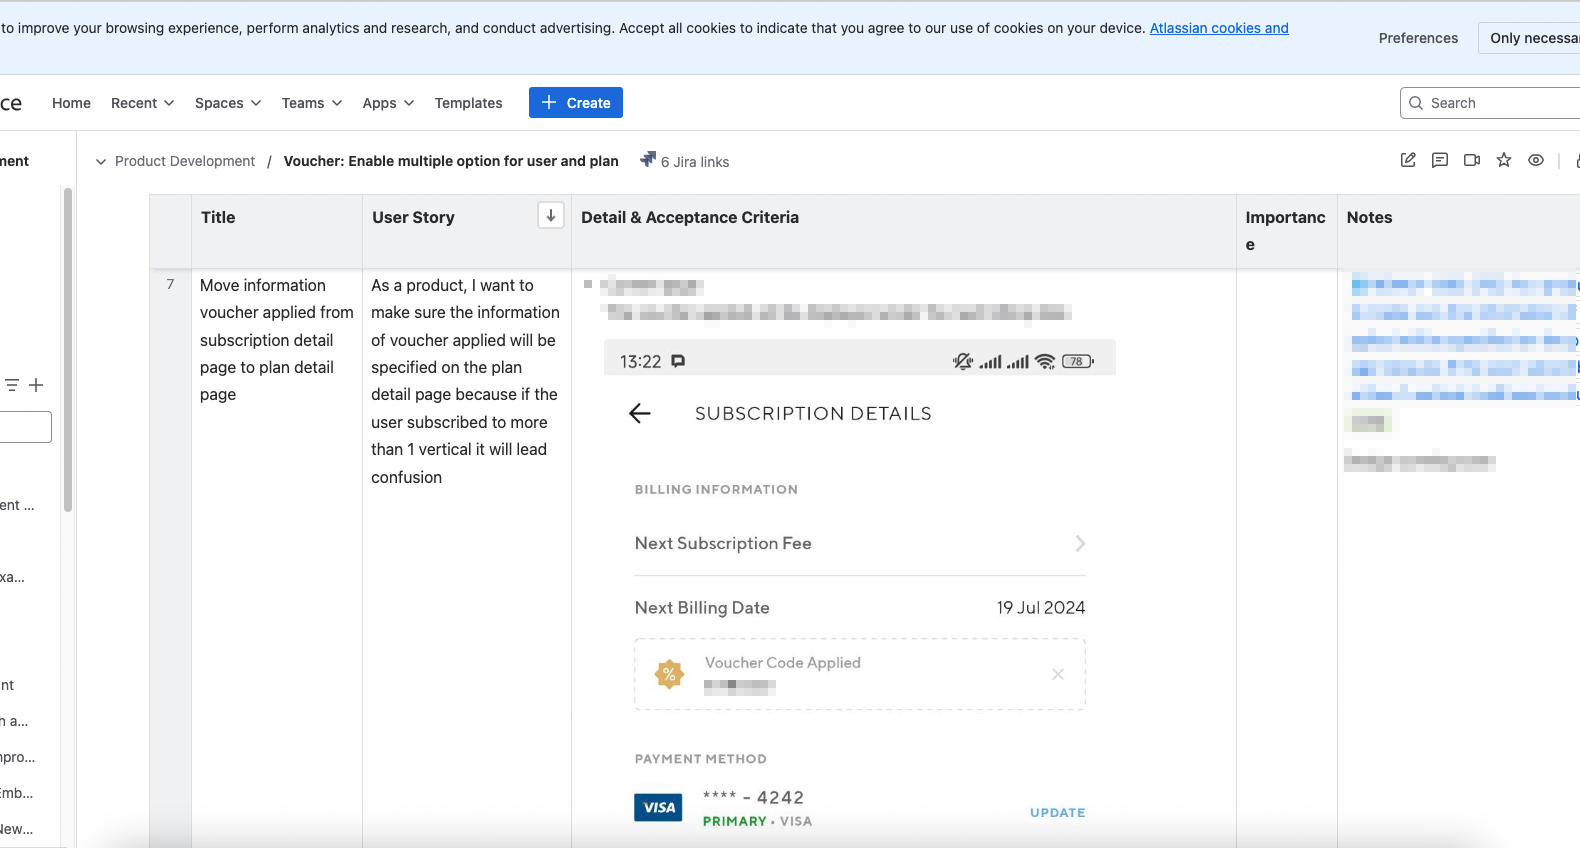 to improve your browsing experience, perform analytics and research, and conduct advertising. Accept all cookies to indicate that you agree to our use of cookies on your device. Atlassian cookies and
Preferences
Only necessa
ce
Home
Recent
Spaces
Teams
Apps
Templates
Create
Search
ment
Product Development / Voucher: Enable multiple option for user and plan
6 Jira links
Title
User Story
Detail & Acceptance Criteria
Importanc
e
Notes
7
Move information
voucher applied from
subscription detail
page to plan detail
page
As a product, I want to
make sure the information
of voucher applied will be
specified on the plan
detail page because if the
user subscribed to more
than 1 vertical it will lead
confusion
13:22
78
SUBSCRIPTION DETAILS
BILLING INFORMATION
Next Subscription Fee
Next Billing Date
19 Jul 2024
%
Voucher Code Applied
PAYMENT METHOD
VISA
**** - 4242
PRIMARY • VISA
UPDATE
ent ...
xa...
nt
h a...
npro...
Emb...
New...